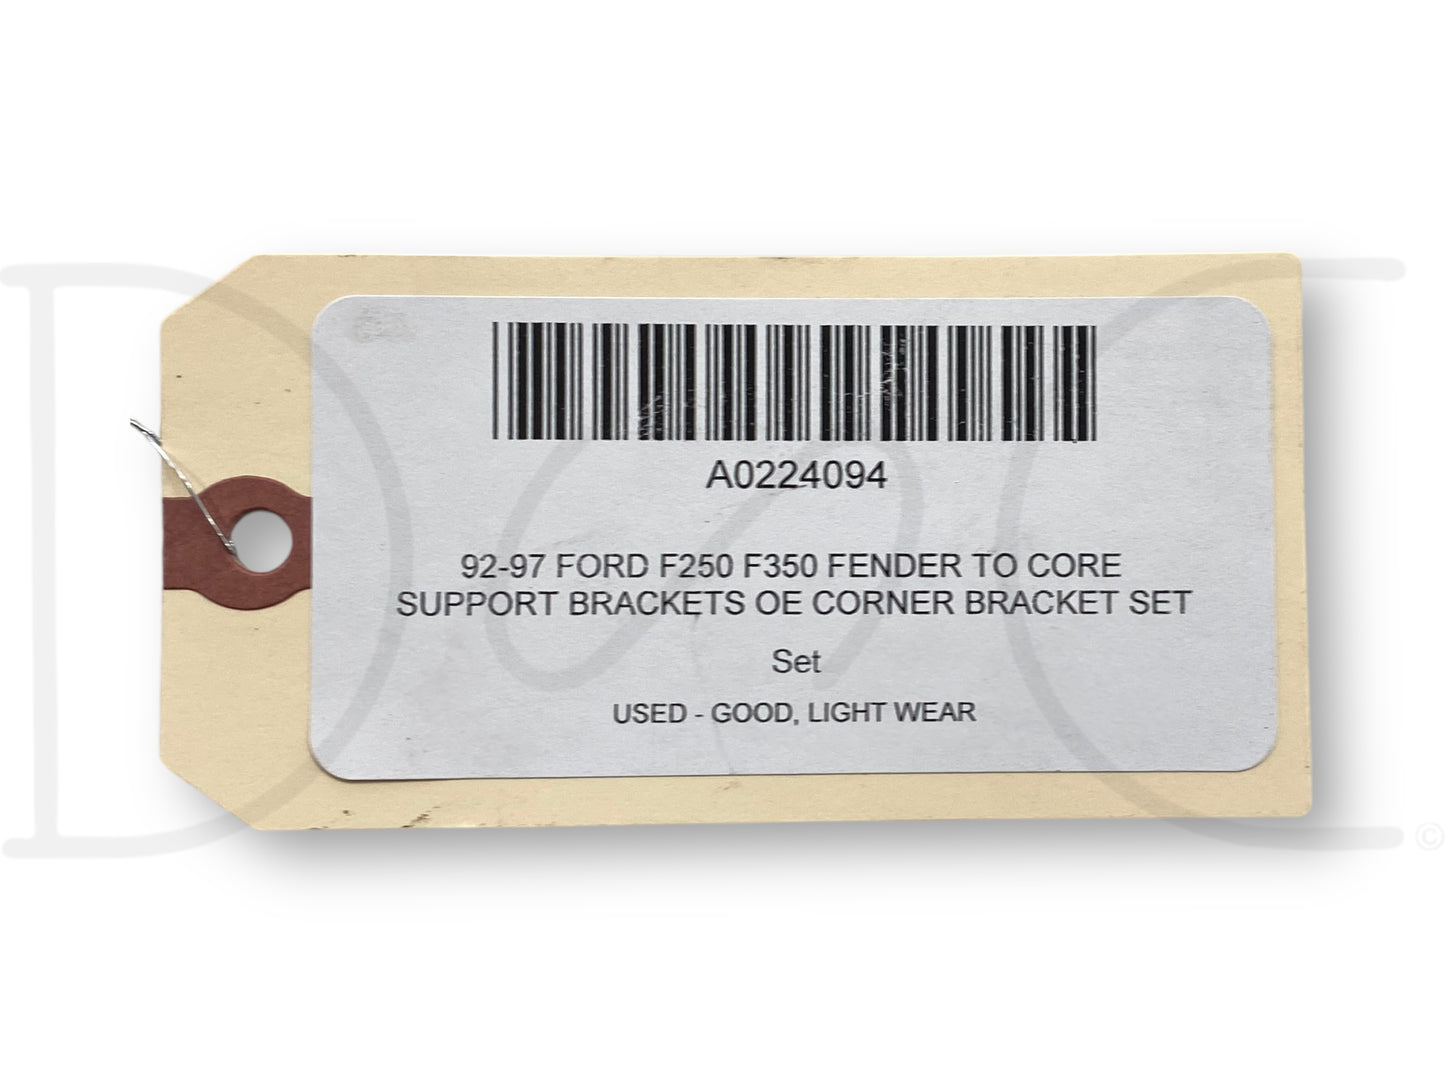 A0224094
92-97 FORD F250 F350 FENDER TO CORE
SUPPORT BRACKETS OE CORNER BRACKET SET
Set
USED - GOOD, LIGHT WEAR
©